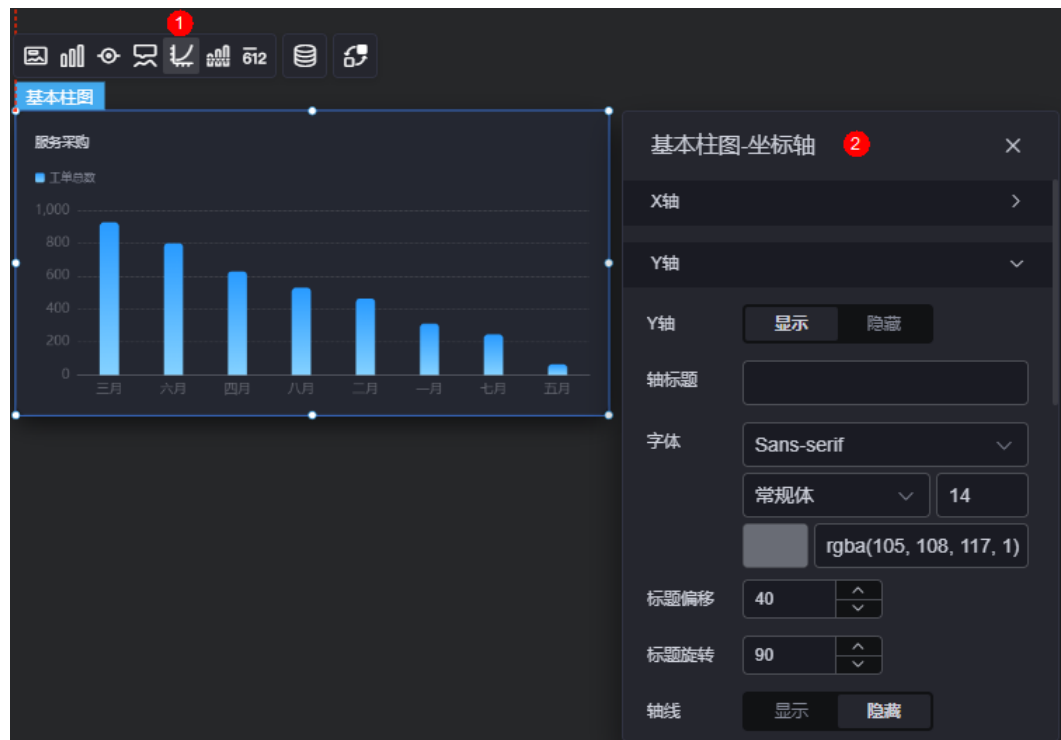 1
612
基本柱图
服务采购
工单总数
1,000
800
600
400
200
0
三月 六月 四月 八月 二月 一月 七月 五月
基本柱图-坐标轴 2
X轴
Y轴
Y轴 显示 隐藏
轴标题
字体 Sans-serif
常规体 14
rgba(105, 108, 117, 1)
标题偏移 40
标题旋转 90
轴线 显示 隐藏